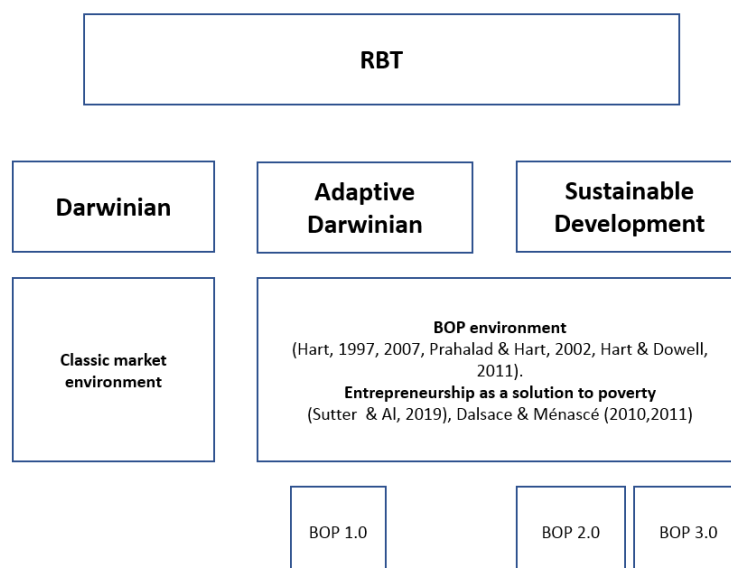 RBT
Darwinian
Adaptive
Darwinian
Sustainable
Development
Classic market
environment
BOP environment
(Hart, 1997, 2007, Prahalad & Hart, 2002, Hart & Dowell,
2011).
Entrepreneurship as a solution to poverty
(Sutter  & Al, 2019), Dalsace & Ménascé (2010,2011)
BOP 1.0
BOP 2.0
BOP 3.0